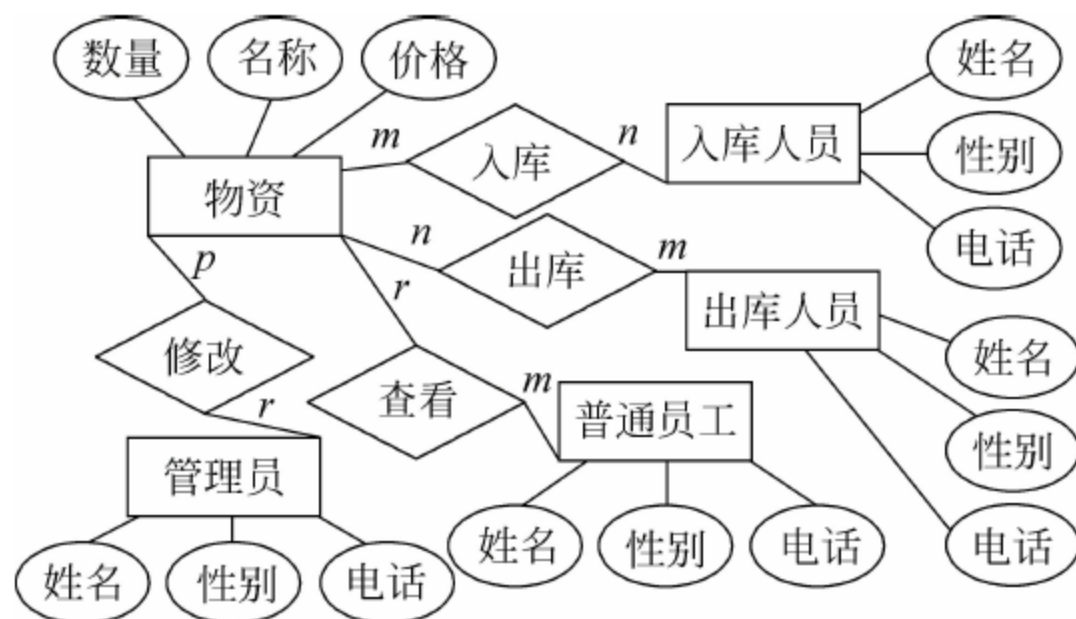 数量 名称 价格 姓名
m 入库 n 入库人员 性别
物资 电话
p n 出库 m 出库人员
r
修改 查看 m 普通员工 姓名
r 性别
管理员
姓名 性别 电话 电话
姓名 性别 电话